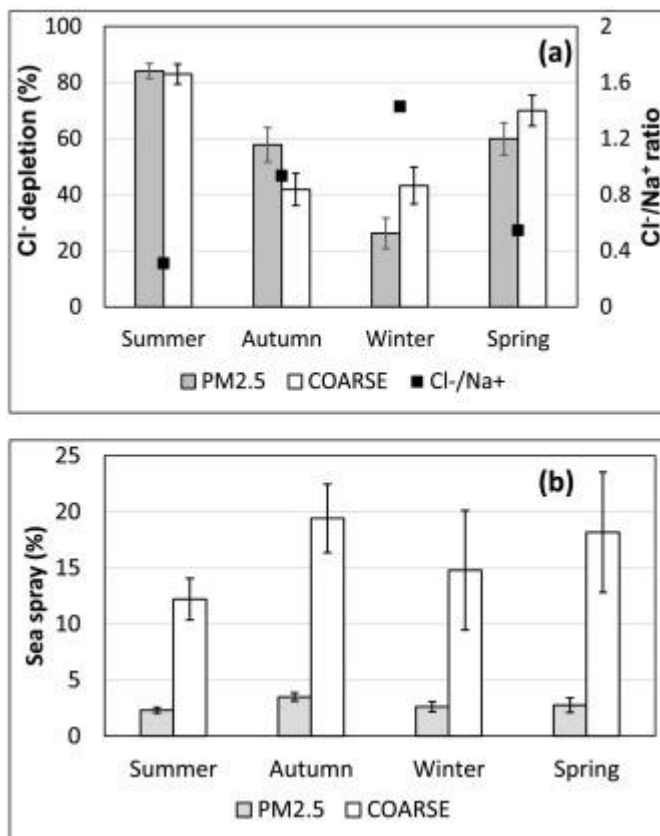 (a)
Cl⁻ depletion (%)
100
80
60
40
20
0
Cl⁻/Na⁺ ratio
2
1.6
1.2
0.8
0.4
0
Summer Autumn Winter Spring
PM2.5 COARSE Cl-/Na+
(b)
Sea spray (%)
25
20
15
10
5
0
Summer Autumn Winter Spring
PM2.5 COARSE